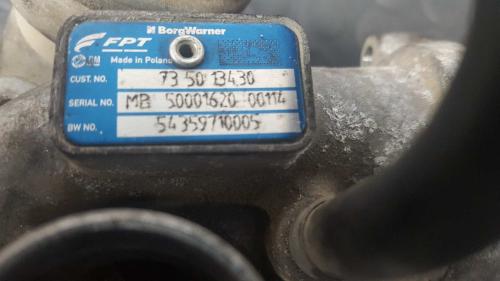 BorgWarner
FPT
Made in Poland
CUST. NO. 73 50 13430
SERIAL NO. MB 50001620 00114
BW NO. 54359710005